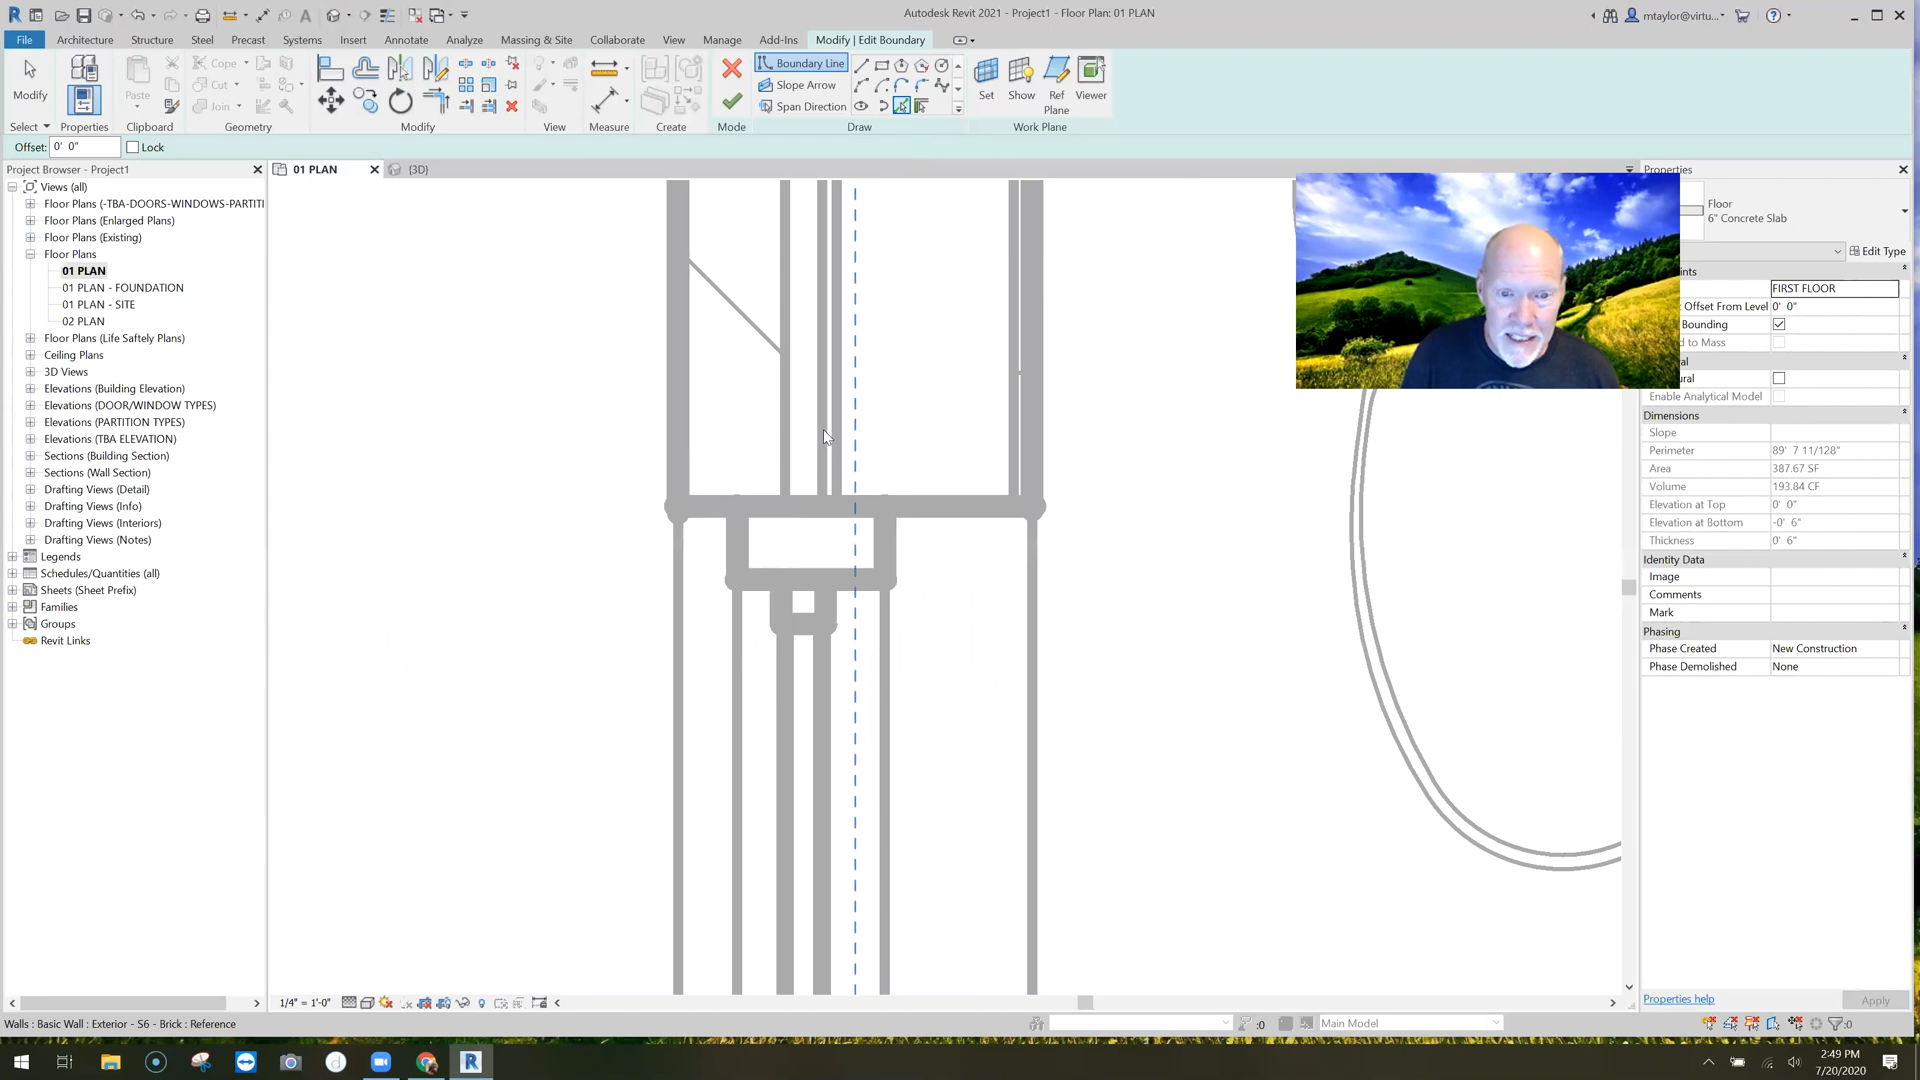 Autodesk Revit 2021 - Project1 - Floor Plan: 01 PLAN
mtaylor@virtu...
File Architecture Structure Steel Precast Systems Insert Annotate Analyze Massing & Site Collaborate View Manage Add-Ins Modify | Edit Boundary
Modify
Paste
Cope
Cut
Join
Boundary Line
Slope Arrow
Span Direction
Set
Show
Ref
Plane
Viewer
Select Properties Clipboard Geometry Modify View Measure Create Mode Draw Work Plane
Offset: 0' 0" Lock
Project Browser - Project1
Views (all)
Floor Plans (-TBA-DOORS-WINDOWS-PARTITI
Floor Plans (Enlarged Plans)
Floor Plans (Existing)
Floor Plans
01 PLAN
01 PLAN - FOUNDATION
01 PLAN - SITE
02 PLAN
Floor Plans (Life Saftely Plans)
Ceiling Plans
3D Views
Elevations (Building Elevation)
Elevations (DOOR/WINDOW TYPES)
Elevations (PARTITION TYPES)
Elevations (TBA ELEVATION)
Sections (Building Section)
Sections (Wall Section)
Drafting Views (Detail)
Drafting Views (Info)
Drafting Views (Interiors)
Drafting Views (Notes)
Legends
Schedules/Quantities (all)
Sheets (Sheet Prefix)
Families
Groups
Revit Links
01 PLAN
{3D}
Properties
Floor
6" Concrete Slab
Edit Type
ints
FIRST FLOOR
t Offset From Level 0' 0"
Bounding
d to Mass
ral
ural
Enable Analytical Model
Dimensions
Slope
Perimeter 89' 7 11/128"
Area 387.67 SF
Volume 193.84 CF
Elevation at Top 0' 0"
Elevation at Bottom -0' 6"
Thickness 0' 6"
Identity Data
Image
Comments
Mark
Phasing
Phase Created New Construction
Phase Demolished None
Properties help
Apply
1/4" = 1'-0"
Walls : Basic Wall : Exterior - S6 - Brick : Reference
:0
Main Model
:0
2:49 PM
7/20/2020